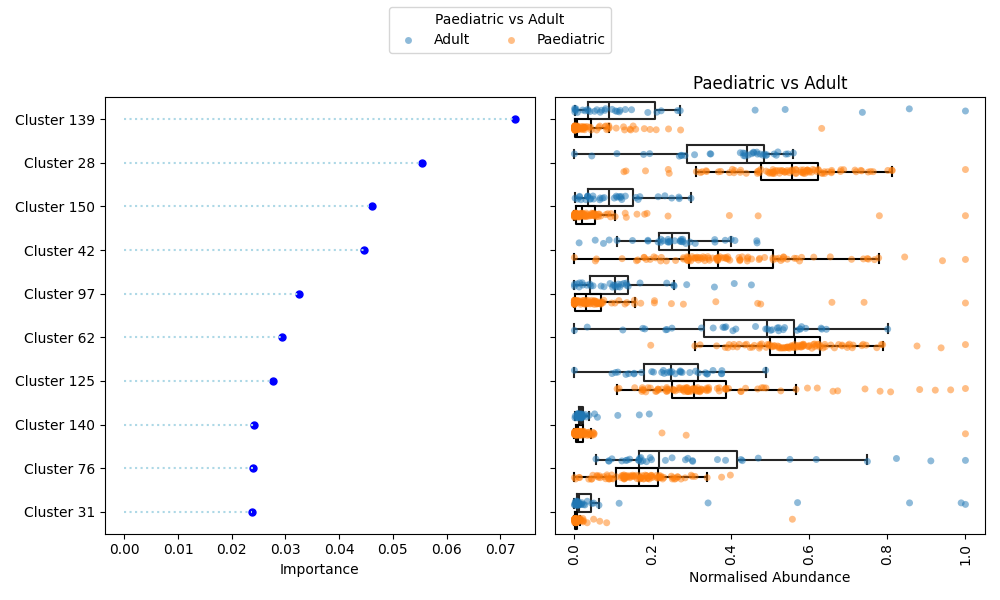 Paediatric vs Adult
Adult Paediatric
Paediatric vs Adult
Cluster 139
Cluster 28
Cluster 150
Cluster 42
Cluster 97
Cluster 62
Cluster 125
Cluster 140
Cluster 76
Cluster 31
0.00 0.01 0.02 0.03 0.04 0.05 0.06 0.07
Importance
0.0 0.2 0.4 0.6 0.8 1.0
Normalised Abundance